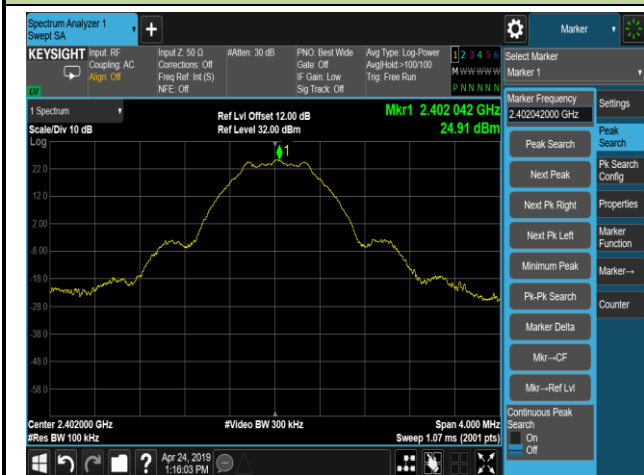 Spectrum Analyzer 1
Swept SA
+
Marker
KEYSIGHT
Input: RF
Coupling: AC
Align: Off
Input Z: 50 Ω
Corrections: Off
Freq Ref: Int (S)
NFE: Off
#Atten: 30 dB
PNO: Best Wide
Gate: Off
IF Gain: Low
Sig Track: Off
Avg Type: Log-Power
Avg|Hold:>100/100
Trig: Free Run
1 2 3 4 5 6
M W W W W W
P N N N N N
Select Marker
Marker 1
LXI
1 Spectrum
Scale/Div 10 dB
Log
Ref Lvl Offset 12.00 dB
Ref Level 32.00 dBm
Mkr1 2.402 042 GHz
24.91 dBm
1
22.0
12.0
2.00
-8.00
-18.0
-28.0
-38.0
-48.0
-58.0
Center 2.402000 GHz
#Res BW 100 kHz
#Video BW 300 kHz
Span 4.000 MHz
Sweep 1.07 ms (2001 pts)
Marker Frequency
2.402042000 GHz
Peak Search
Next Peak
Next Pk Right
Next Pk Left
Minimum Peak
Pk-Pk Search
Marker Delta
Mkr→CF
Mkr→Ref Lvl
Continuous Peak
Search
On
Off
Settings
Peak
Search
Pk Search
Config
Properties
Marker
Function
Marker→
Counter
?
Apr 24, 2019
1:16:03 PM